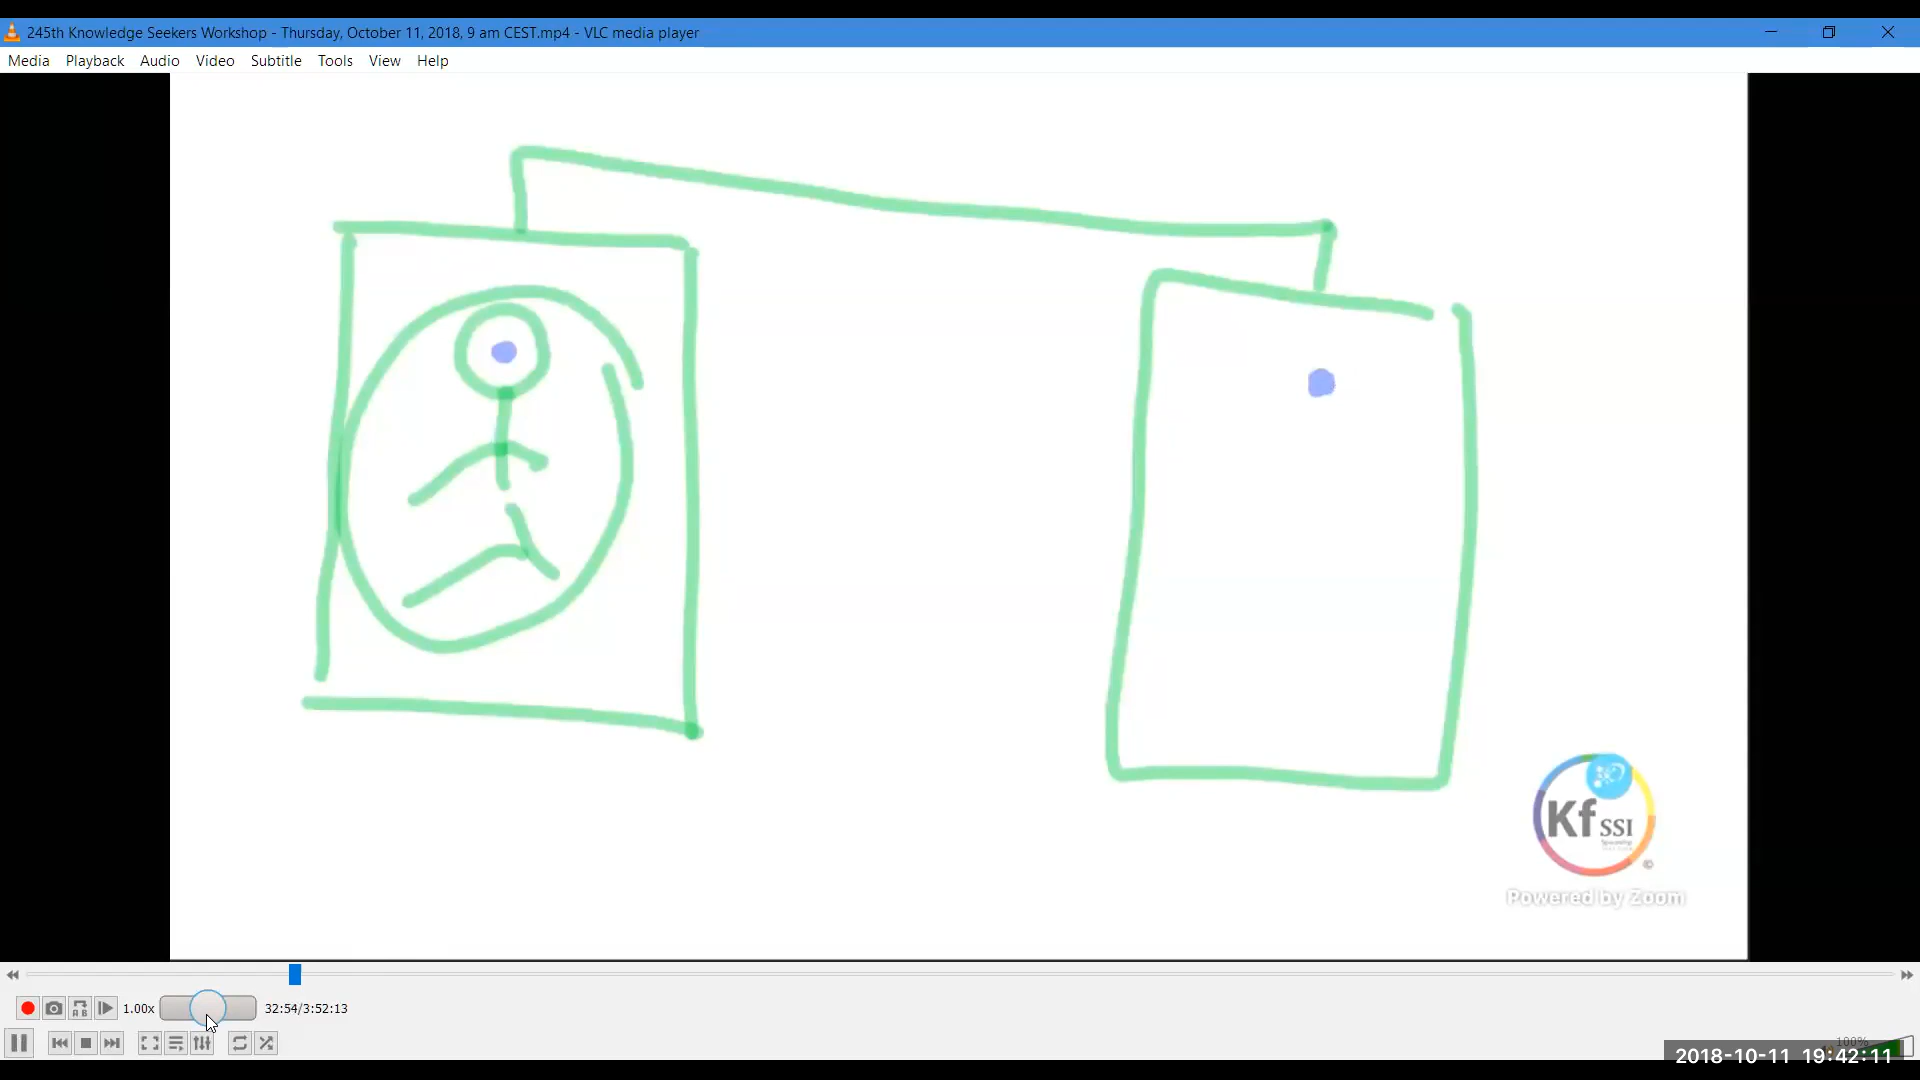 245th Knowledge Seekers Workshop - Thursday, October 11, 2018, 9 am CEST.mp4 - VLC media player
Media Playback Audio Video Subtitle Tools View Help
Kf SSI
©
Powered by Zoom
1.00x 32:54/3:52:13
100%
2018-10-11 19:42:11